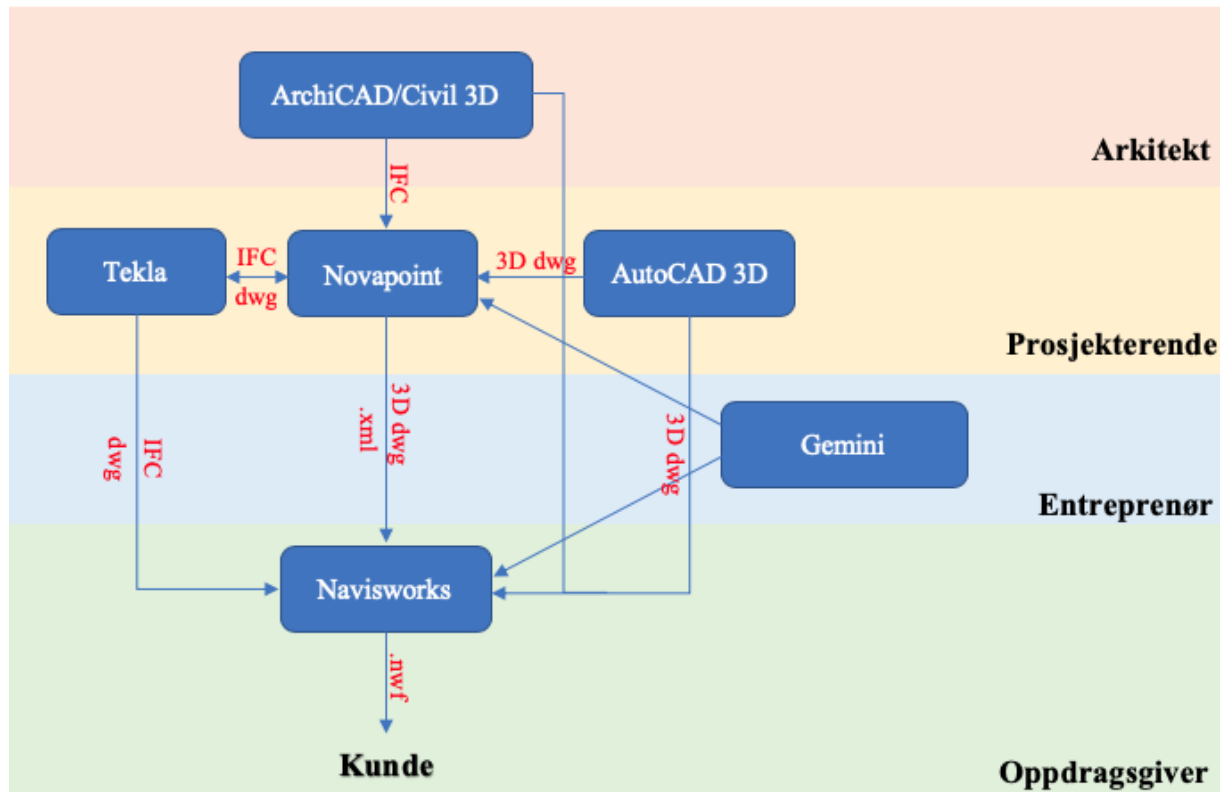 ArchiCAD/Civil 3D
Arkitekt
IFC
Tekla
IFC
dwg
Novapoint
3D dwg
AutoCAD 3D
Prosjekterende
IFC
dwg
3D dwg
.xml
3D dwg
Gemini
Entreprenør
Navisworks
.nwf
Kunde
Oppdragsgiver